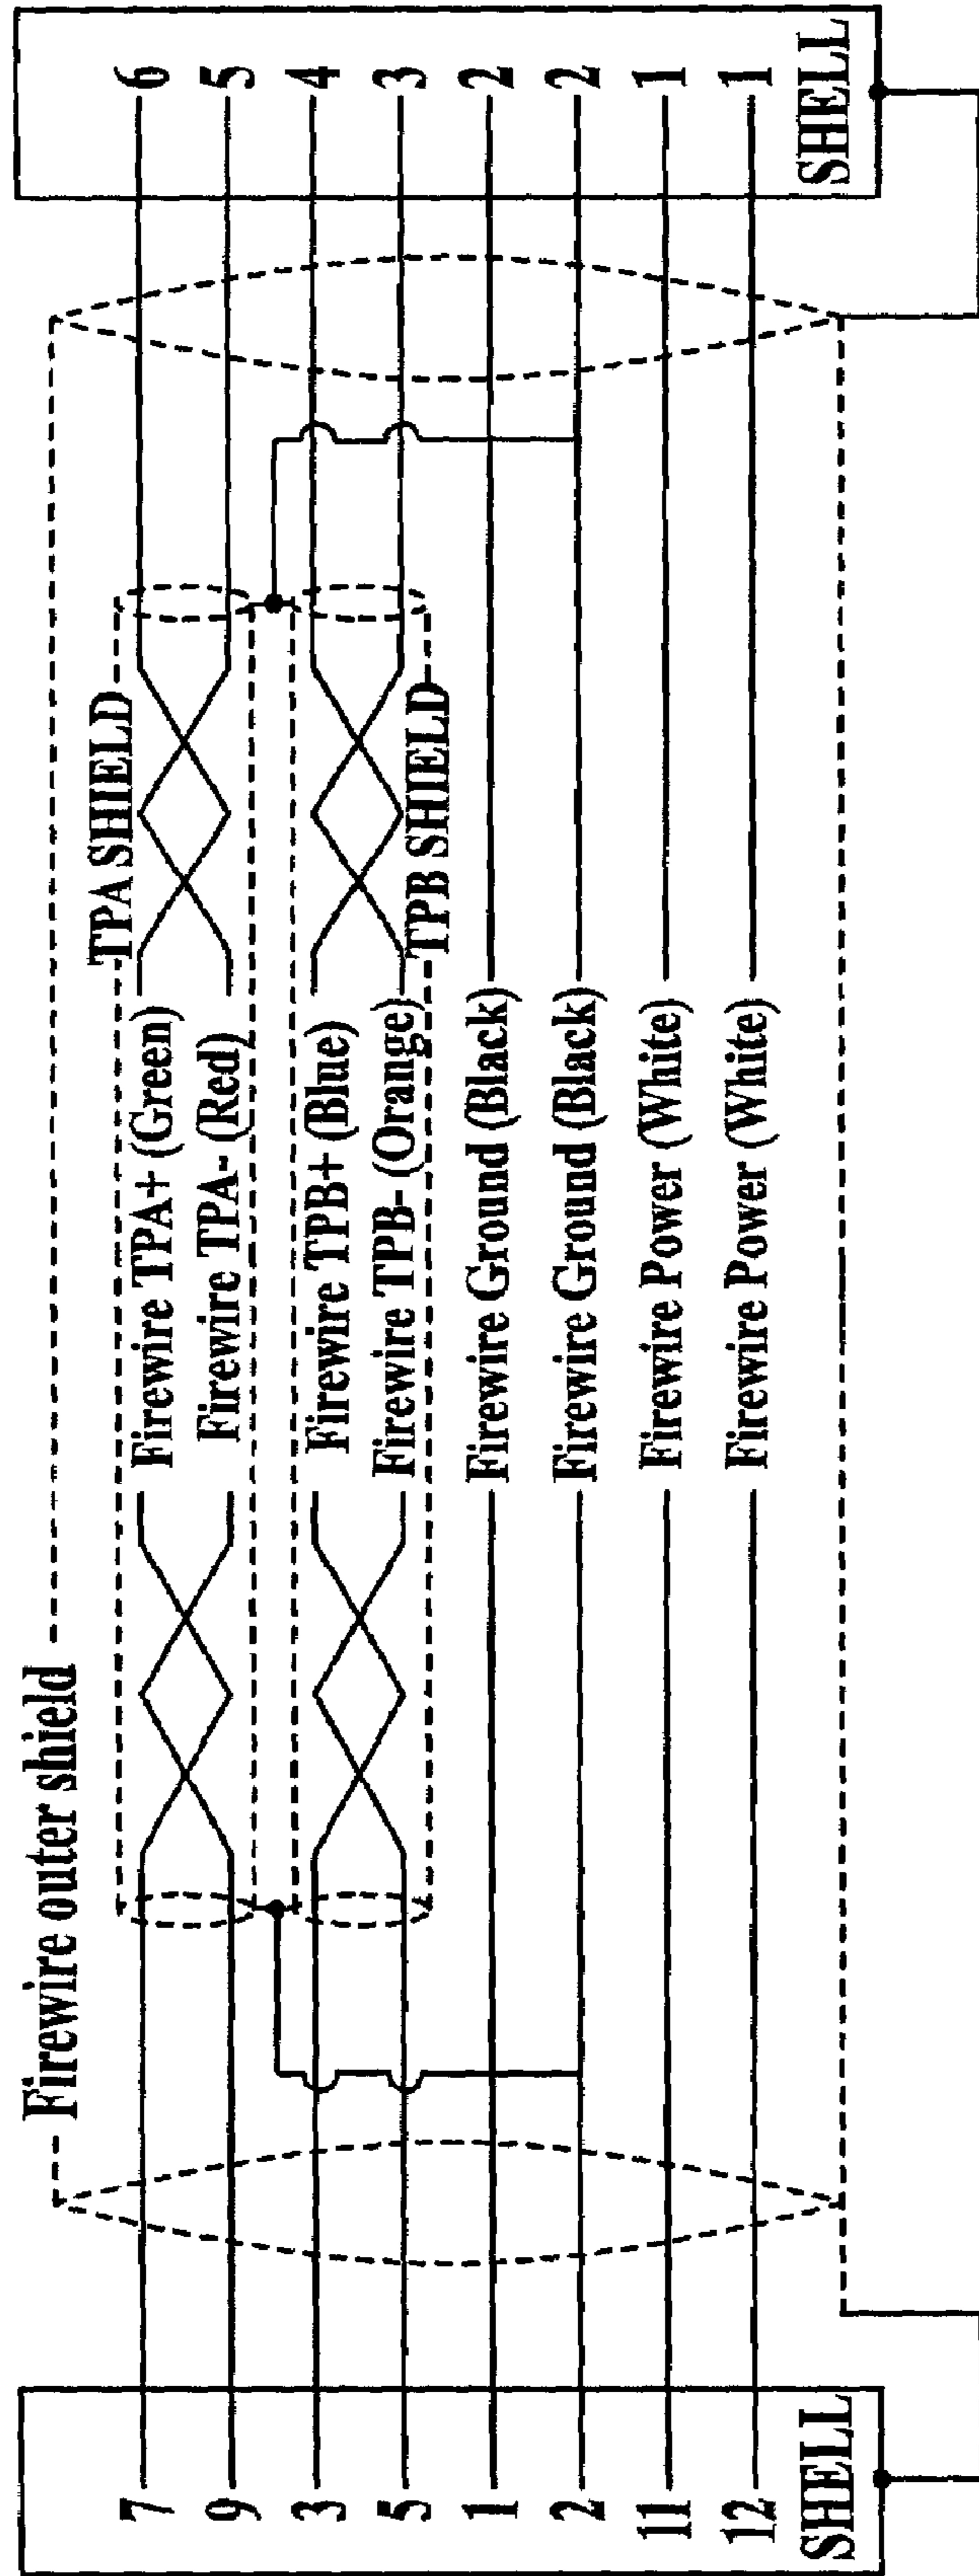 Firewire outer shield
TPA SHIELD
7 Firewire TPA+ (Green) 6
9 Firewire TPA- (Red) 5
3 Firewire TPB+ (Blue) 4
5 Firewire TPB- (Orange) 3
TPB SHIELD
1 Firewire Ground (Black) 2
2 Firewire Ground (Black) 2
11 Firewire Power (White) 1
12 Firewire Power (White) 1
SHELL SHELL